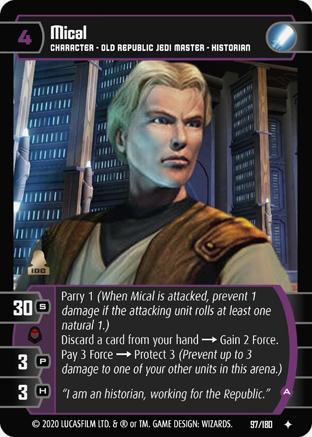 4 Mical
CHARACTER - OLD REPUBLIC JEDI MASTER - HISTORIAN
30 S
3 P
3 H
Parry 1 (When Mical is attacked, prevent 1
damage if the attacking unit rolls at least one
natural 1.)
Discard a card from your hand → Gain 2 Force.
Pay 3 Force → Protect 3 (Prevent up to 3
damage to one of your other units in this arena.)
"I am an historian, working for the Republic." A
© 2020 LUCASFILM LTD. & ® or TM. GAME DESIGN: WIZARDS. 97/180